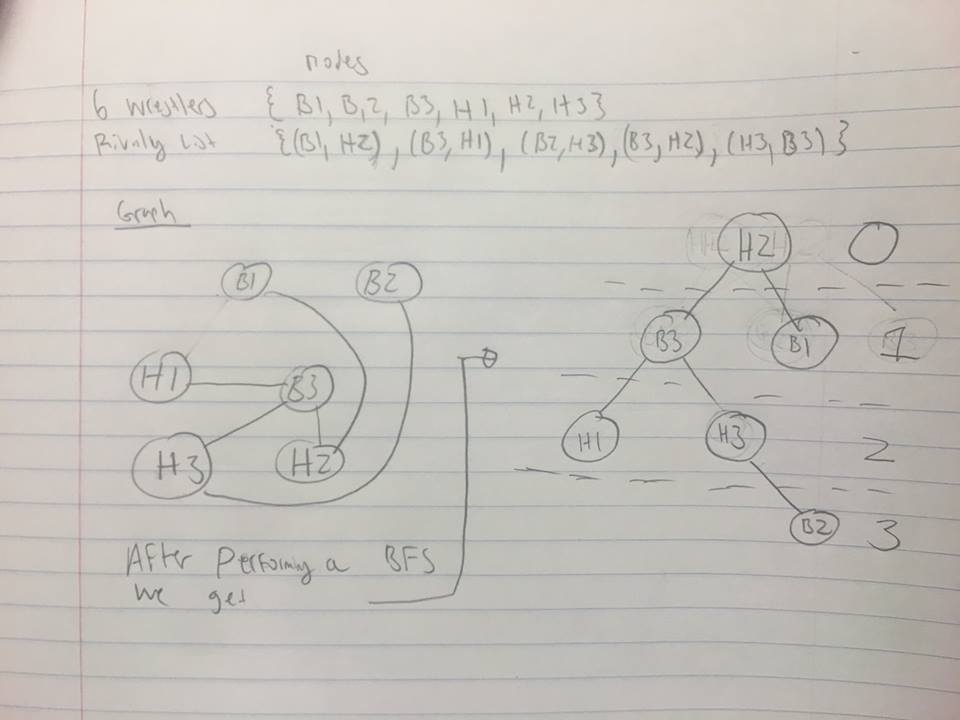 nodes
6 Wrestlers { B1, B,2, B3, H1, H2, H3}
Rivalry List {(B1, H2), (B3, H1), (B2, H3), (B3, H2), (H3, B3) }
Graph
H2 0
B1 B2
B3 B1 1
H1 B3
H3 H2
H1 H3 2
B2 3
After Performing a BFS
we get